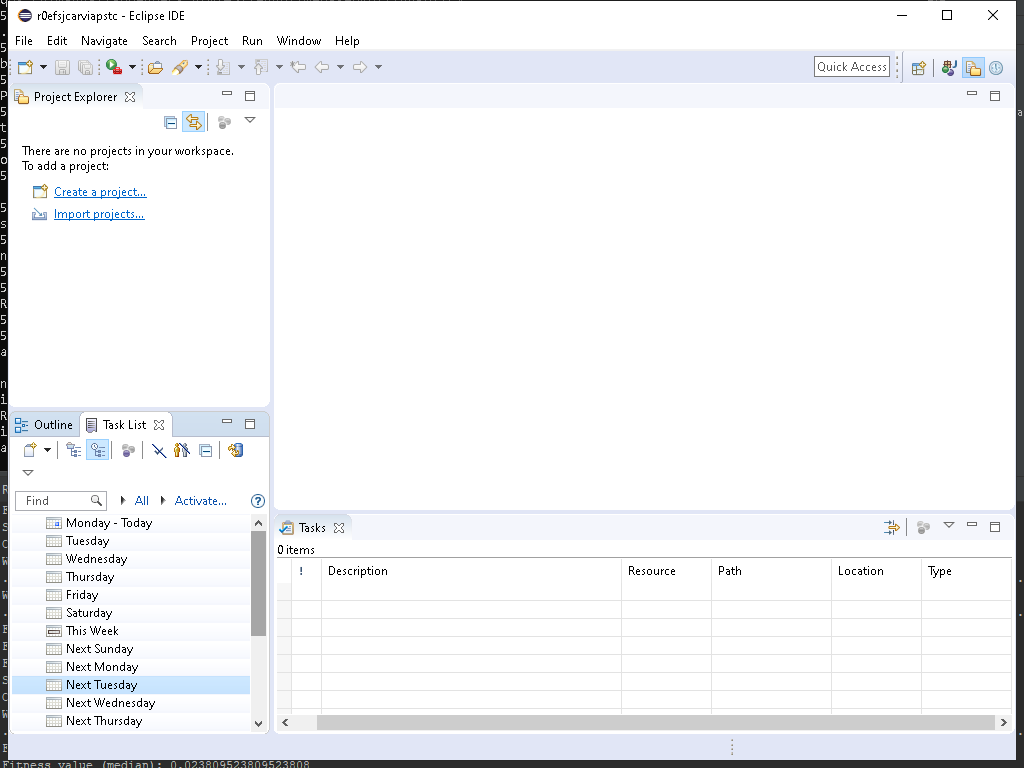 r0efsjcarviapstc - Eclipse IDE
File Edit Navigate Search Project Run Window Help
Quick Access
Project Explorer
There are no projects in your workspace.
To add a project:
Create a project...
Import projects...
Outline Task List
Find All Activate...
Monday - Today
Tuesday
Wednesday
Thursday
Friday
Saturday
This Week
Next Sunday
Next Monday
Next Tuesday
Next Wednesday
Next Thursday
Tasks
0 items
! Description Resource Path Location Type
Fitness value (median): 0.023809523809523808